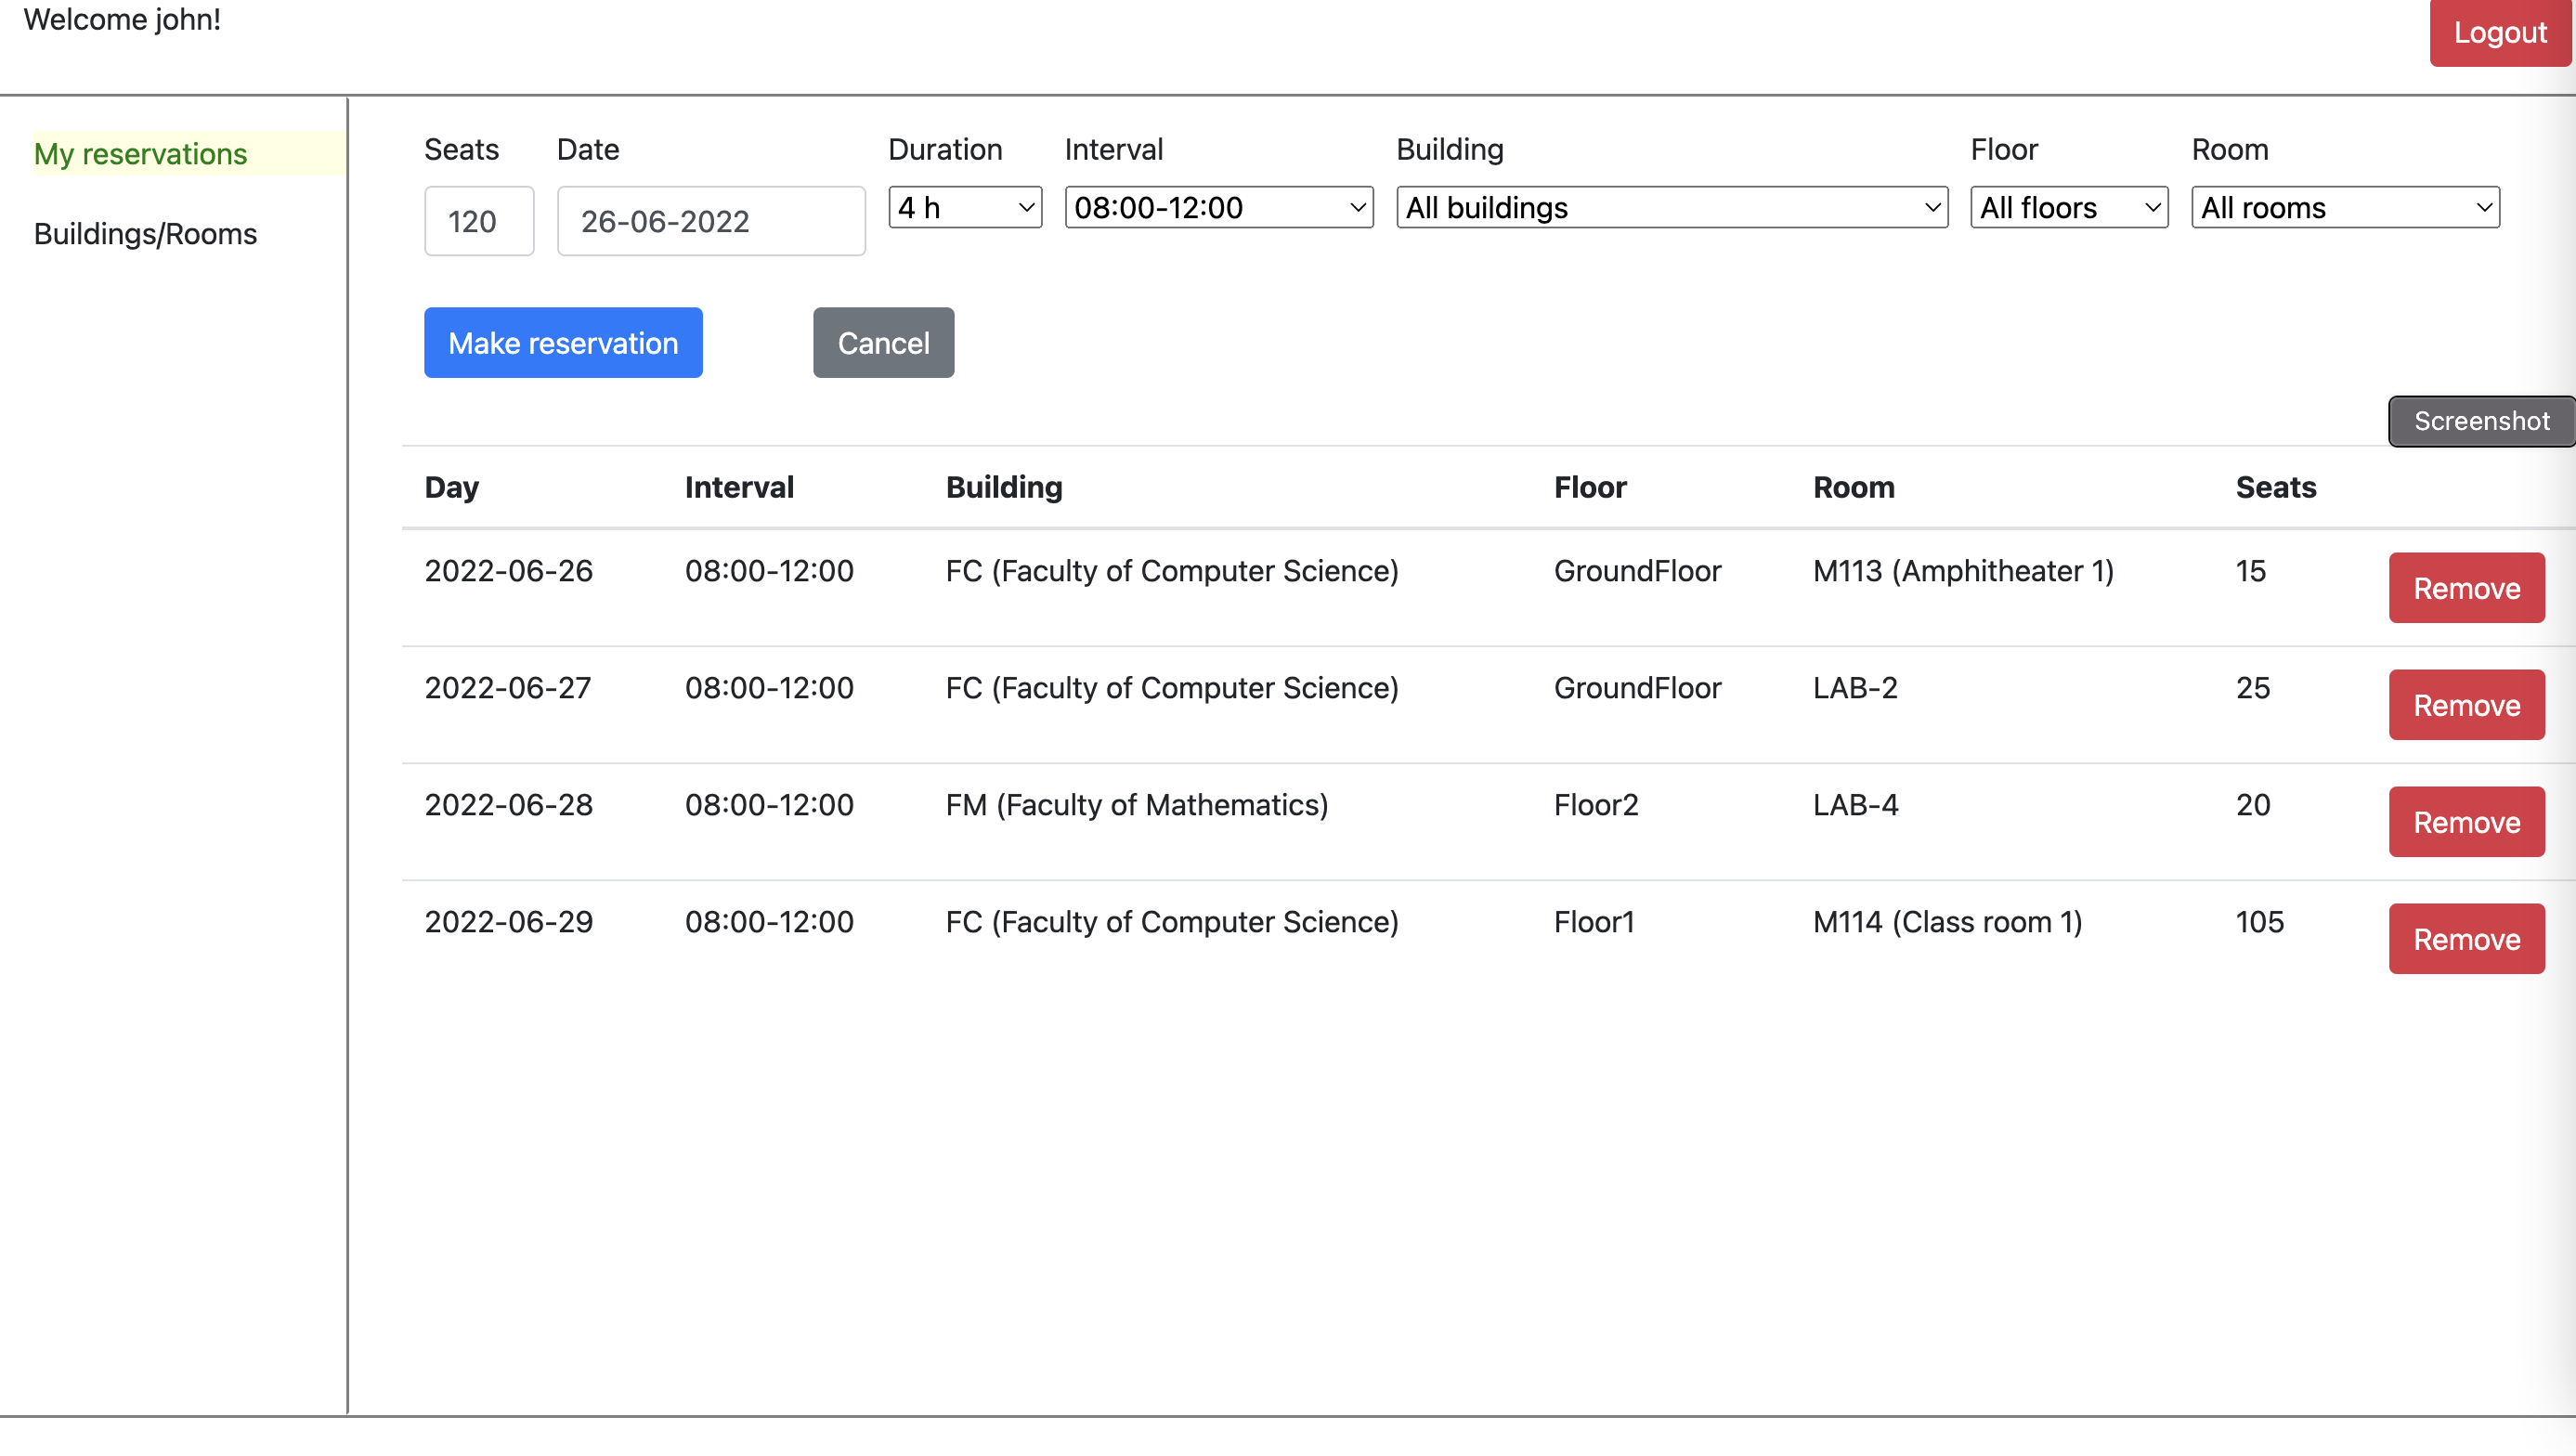 Welcome john!
Logout
My reservations
Buildings/Rooms
Seats Date Duration Interval Building Floor Room
120 26-06-2022 4 h 08:00-12:00 All buildings All floors All rooms
Make reservation Cancel
Screenshot
Day Interval Building Floor Room Seats
2022-06-26 08:00-12:00 FC (Faculty of Computer Science) GroundFloor M113 (Amphitheater 1) 15 Remove
2022-06-27 08:00-12:00 FC (Faculty of Computer Science) GroundFloor LAB-2 25 Remove
2022-06-28 08:00-12:00 FM (Faculty of Mathematics) Floor2 LAB-4 20 Remove
2022-06-29 08:00-12:00 FC (Faculty of Computer Science) Floor1 M114 (Class room 1) 105 Remove